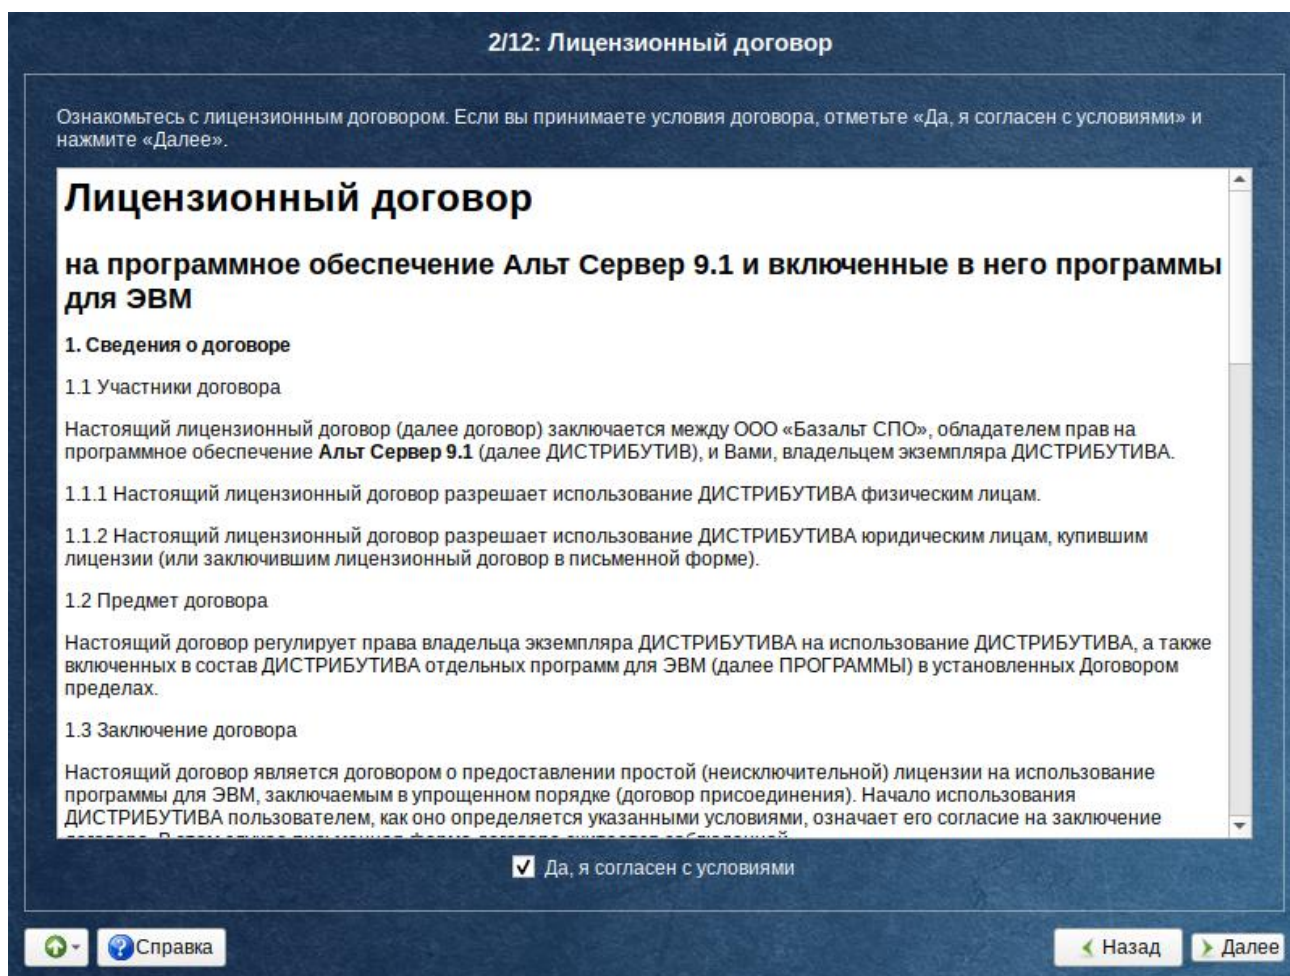 2/12: Лицензионный договор
Ознакомьтесь с лицензионным договором. Если вы принимаете условия договора, отметьте «Да, я согласен с условиями» и
нажмите «Далее».
Лицензионный договор
на программное обеспечение Альт Сервер 9.1 и включенные в него программы
для ЭВМ
1. Сведения о договоре
1.1 Участники договора
Настоящий лицензионный договор (далее договор) заключается между ООО «Базальт СПО», обладателем прав на
программное обеспечение Альт Сервер 9.1 (далее ДИСТРИБУТИВ), и Вами, владельцем экземпляра ДИСТРИБУТИВА.
1.1.1 Настоящий лицензионный договор разрешает использование ДИСТРИБУТИВА физическим лицам.
1.1.2 Настоящий лицензионный договор разрешает использование ДИСТРИБУТИВА юридическим лицам, купившим
лицензии (или заключившим лицензионный договор в письменной форме).
1.2 Предмет договора
Настоящий договор регулирует права владельца экземпляра ДИСТРИБУТИВА на использование ДИСТРИБУТИВА, а также
включенных в состав ДИСТРИБУТИВА отдельных программ для ЭВМ (далее ПРОГРАММЫ) в установленных Договором
пределах.
1.3 Заключение договора
Настоящий договор является договором о предоставлении простой (неисключительной) лицензии на использование
программы для ЭВМ, заключаемым в упрощенном порядке (договор присоединения). Начало использования
ДИСТРИБУТИВА пользователем, как оно определяется указанными условиями, означает его согласие на заключение
Да, я согласен с условиями
Справка
Назад
Далее